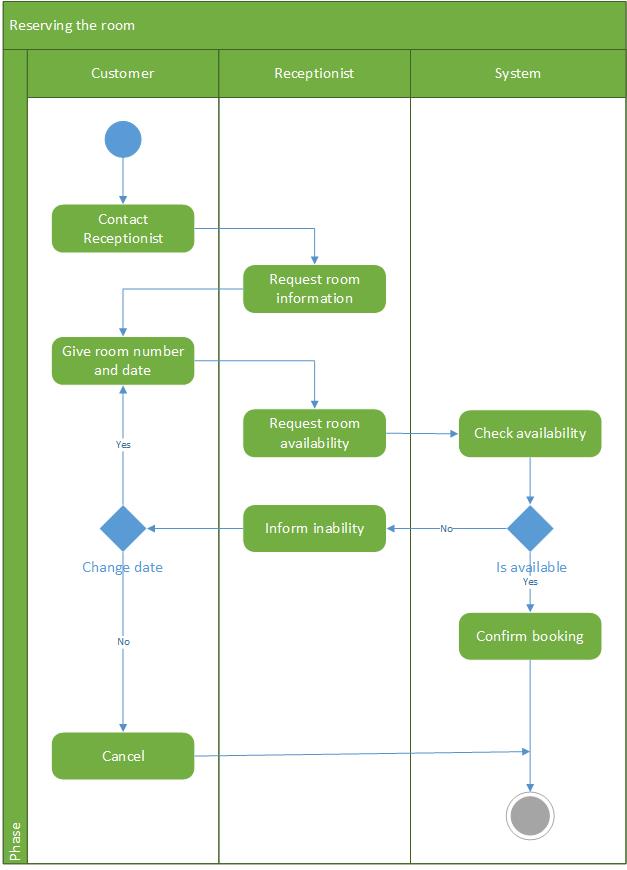 Reserving the room
Customer
Receptionist
System
Contact
Receptionist
Request room
information
Give room number
and date
Request room
availability
Check availability
Yes
Inform inability
No
Change date
Is available
Yes
No
Confirm booking
Cancel
Phase